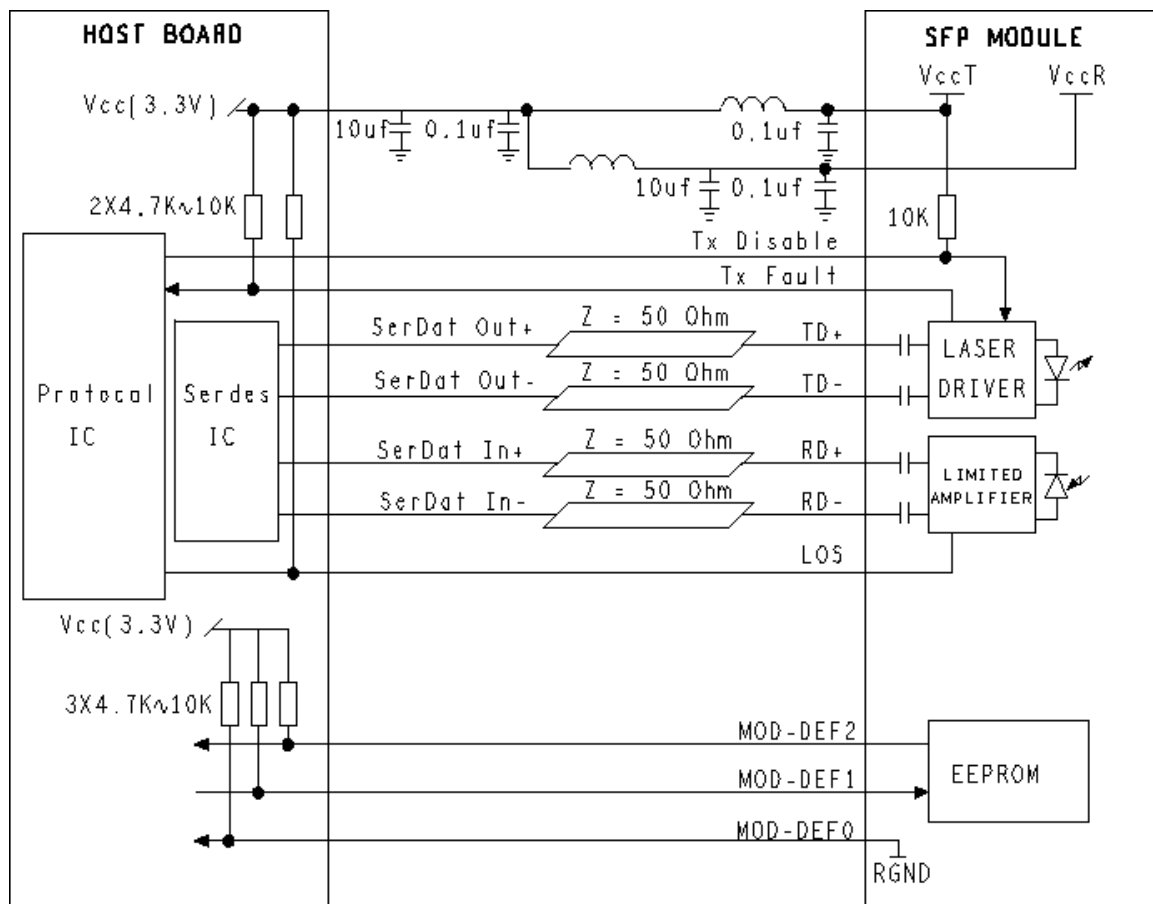 HOST BOARD
SFP MODULE
VccT
VccR
Vcc(3.3V)
10uf
0.1uf
0.1uf
10uf
0.1uf
2X4.7K∿10K
10K
Tx Disable
Tx Fault
SerDat Out+
Z = 50 Ohm
TD+
LASER
DRIVER
SerDat Out-
Z = 50 Ohm
TD-
Protocal
IC
Serdes
IC
SerDat In+
Z = 50 Ohm
RD+
LIMITED
AMPLIFIER
SerDat In-
Z = 50 Ohm
RD-
LOS
Vcc(3.3V)
3X4.7K∿10K
MOD-DEF2
EEPROM
MOD-DEF1
MOD-DEF0
RGND